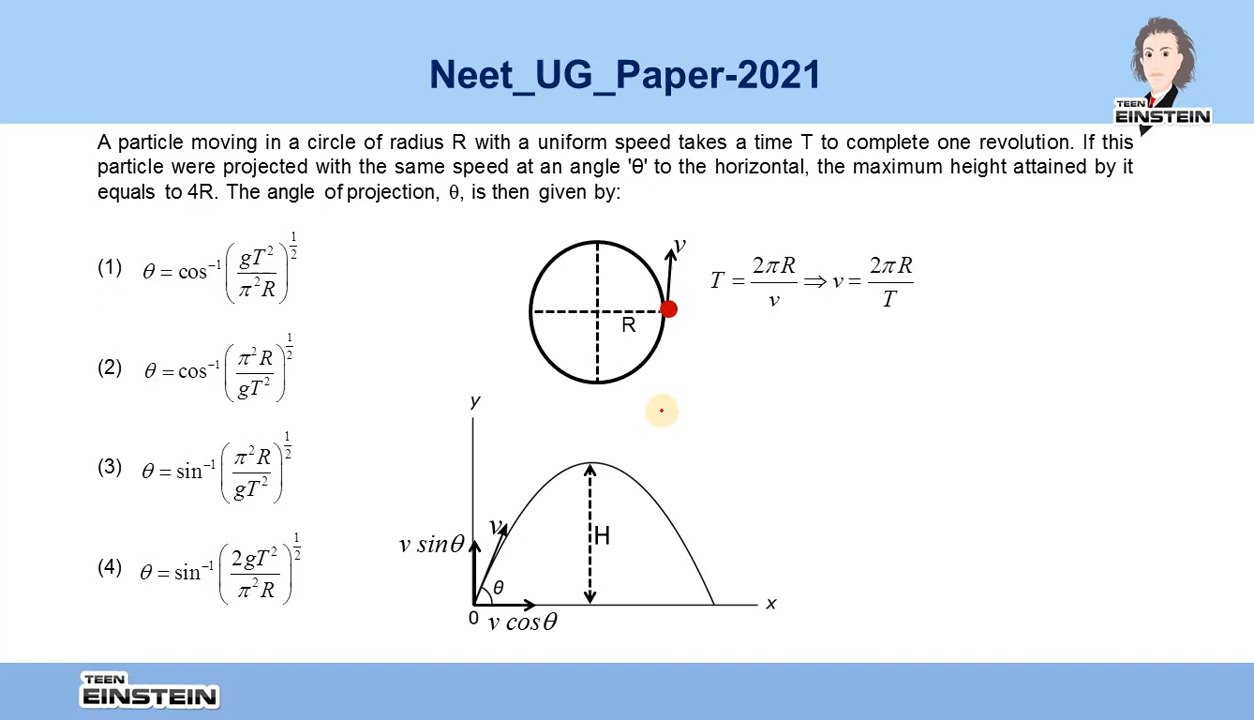 Neet_UG_Paper-2021
TEEN
EINSTEIN
A particle moving in a circle of radius R with a uniform speed takes a time T to complete one revolution. If this
particle were projected with the same speed at an angle 'θ' to the horizontal, the maximum height attained by it
equals to 4R. The angle of projection, θ, is then given by:
(1) θ = cos⁻¹ (gT²/π²R)^(1/2)
(2) θ = cos⁻¹ (π²R/gT²)^(1/2)
(3) θ = sin⁻¹ (π²R/gT²)^(1/2)
(4) θ = sin⁻¹ (2gT²/π²R)^(1/2)
v
R
T = 2πR/v ⇒ v = 2πR/T
y
v
H
v sinθ
θ
0
v cosθ
x
TEEN
EINSTEIN